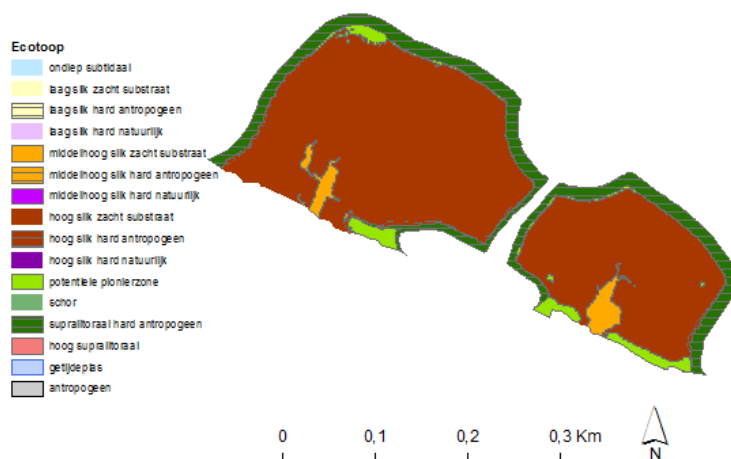 Ecotoop
ondiep subtidaal
laag slik zacht substraat
laag slik hard antropogeen
laag slik hard natuurlijk
middelhoog slik zacht substraat
middelhoog slik hard antropogeen
middelhoog slik hard natuurlijk
hoog slik zacht substraat
hoog slik hard antropogeen
hoog slik hard natuurlijk
potentiele pionierzone
schor
supralitoraal hard antropogeen
hoog supralitoraal
getijdeplas
antropogeen
0 0,1 0,2 0,3 Km
N